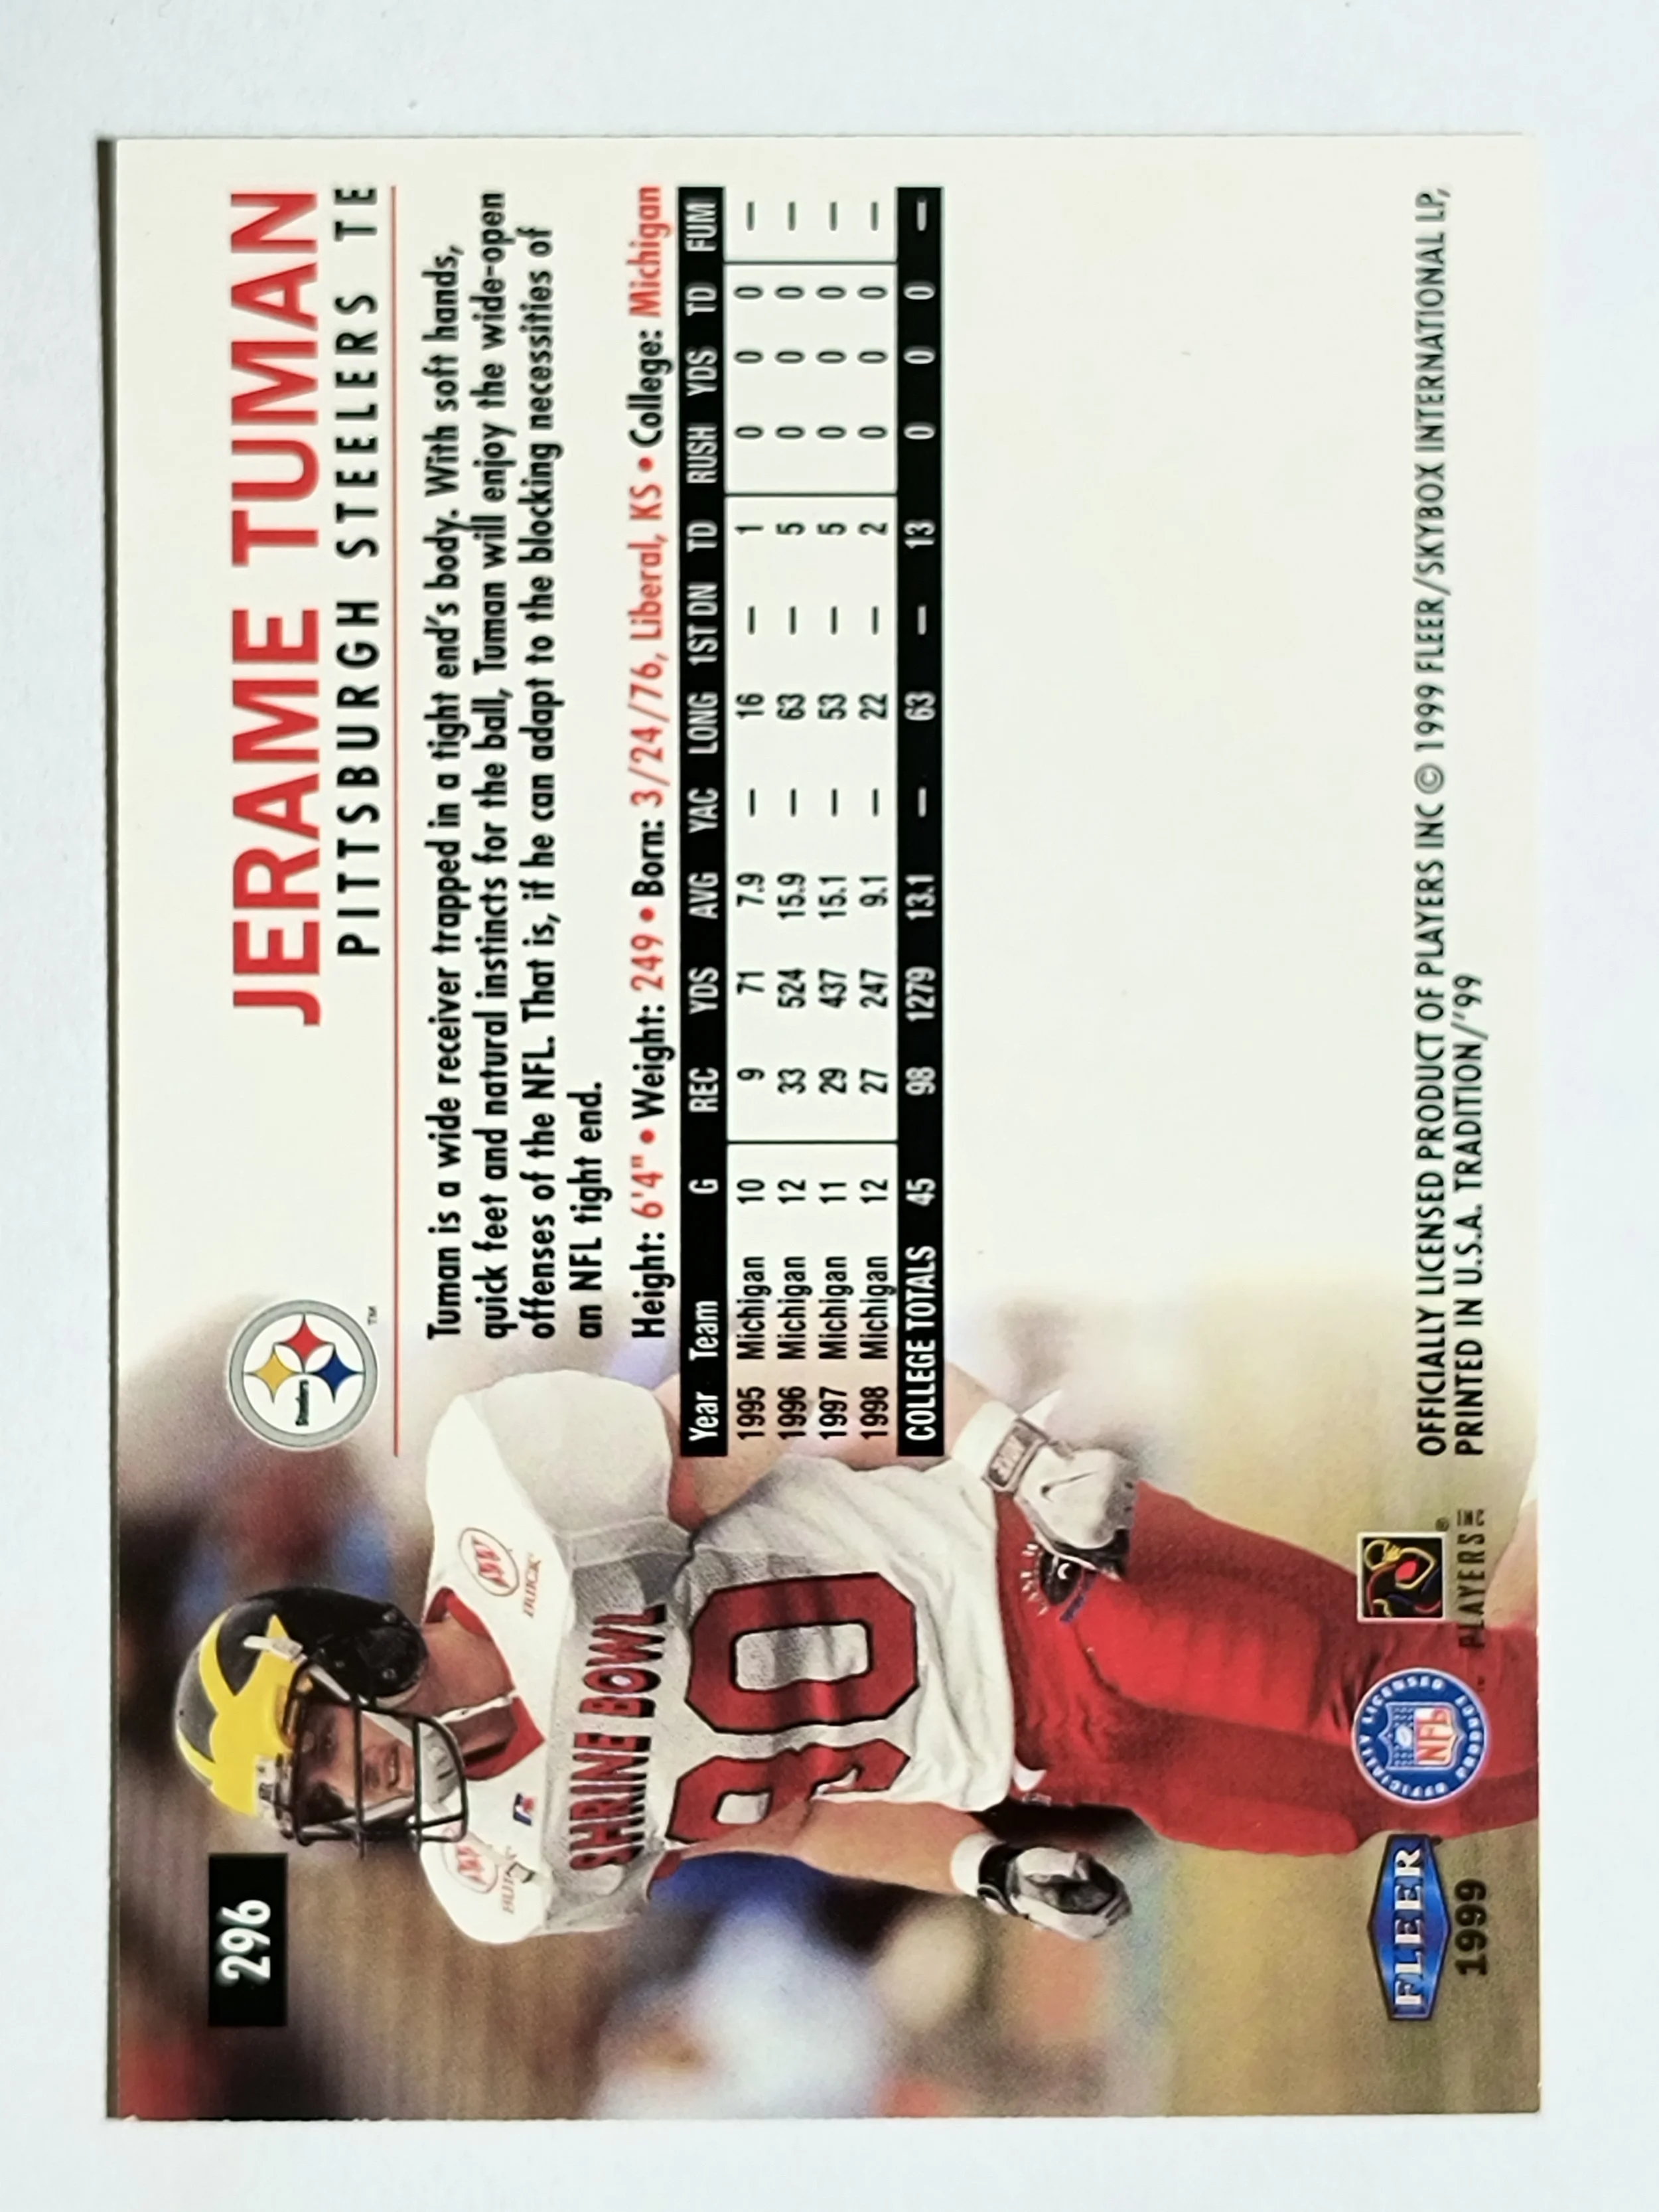 296
JERAME TUMAN
PITTSBURGH STEELERS TE
Steelers
TM
Tuman is a wide receiver trapped in a tight end's body. With soft hands,
quick feet and natural instincts for the ball, Tuman will enjoy the wide-open
offenses of the NFL. That is, if he can adapt to the blocking necessities of
an NFL tight end.
Height: 6'4" • Weight: 249 • Born: 3/24/76, Liberal, KS • College: Michigan
Year Team G REC YDS AVG YAC LONG 1ST DN TD RUSH YDS TD FUM
1995 Michigan 10 9 71 7.9 — 16 — 1 0 0 0 —
1996 Michigan 12 33 524 15.9 — 63 — 5 0 0 0 —
1997 Michigan 11 29 437 15.1 — 53 — 5 0 0 0 —
1998 Michigan 12 27 247 9.1 — 22 — 2 0 0 0 —
COLLEGE TOTALS 45 98 1279 13.1 — 63 — 13 0 0 0 —
BUICK
SHRINE BOWL
80
FLEER
1999
OFFICIALLY LICENSED PRODUCT
NFL
PLAYERS INC
OFFICIALLY LICENSED PRODUCT OF PLAYERS INC © 1999 FLEER/SKYBOX INTERNATIONAL LP,
PRINTED IN U.S.A. TRADITION/'99